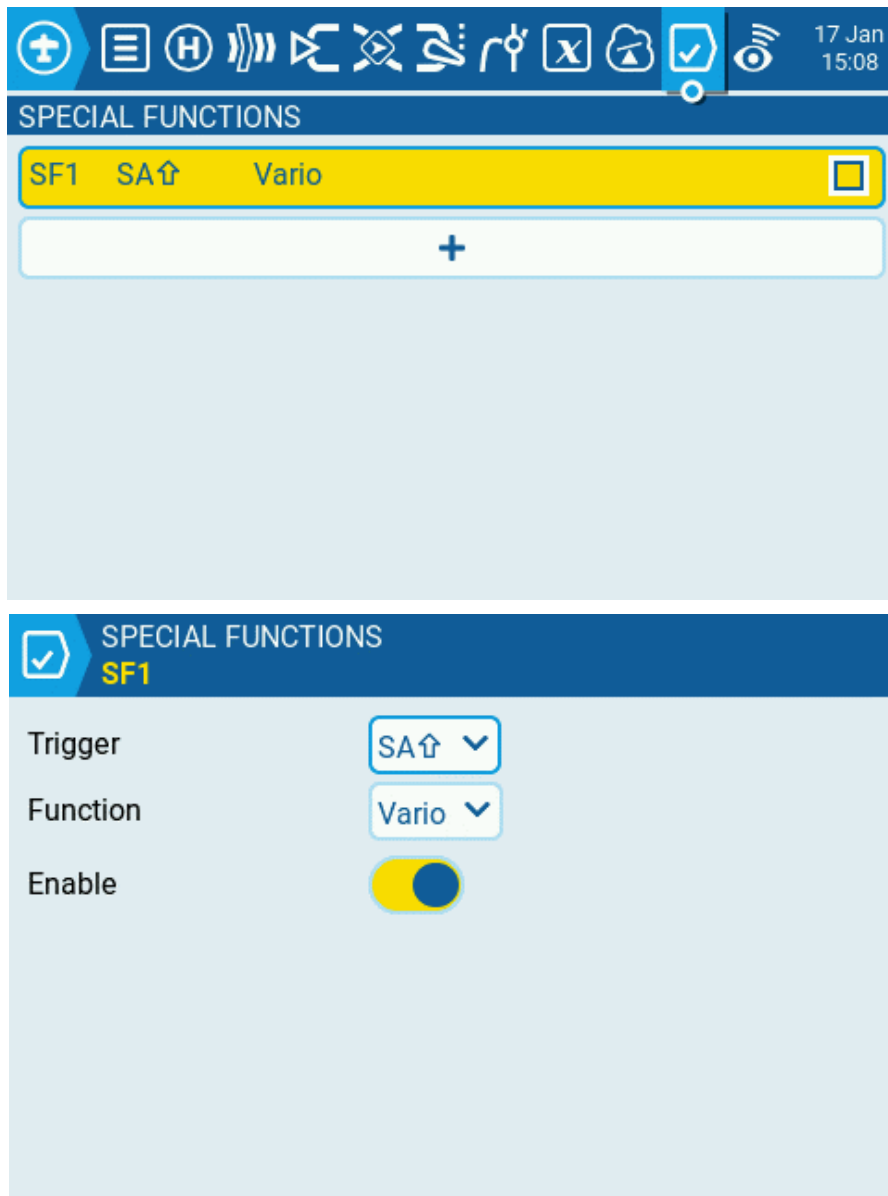 17 Jan
15:08
SPECIAL FUNCTIONS
SF1 SA⇧ Vario
+
SPECIAL FUNCTIONS
SF1
Trigger SA⇧
Function Vario
Enable